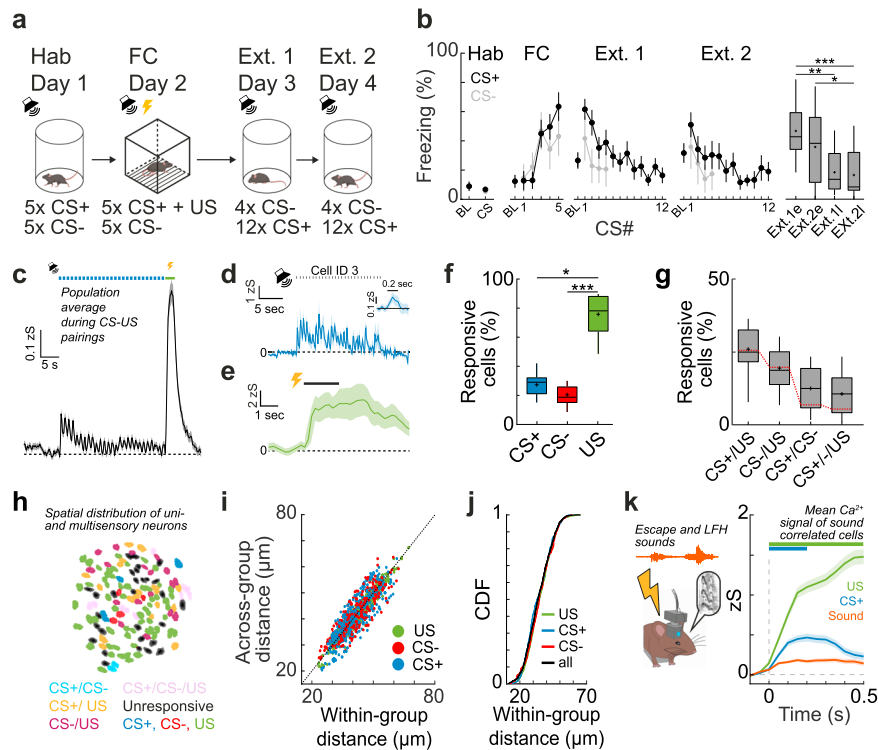 a
Hab
Day 1
FC
Day 2
Ext. 1
Day 3
Ext. 2
Day 4
5x CS+
5x CS-
5x CS+ + US
5x CS-
4x CS-
12x CS+
4x CS-
12x CS+
b
Freezing (%)
100
0
Hab
FC
Ext. 1
Ext. 2
CS+
CS-
BL
CS
BL 1
5
BL 1
12
BL 1
12
CS#
***
**
*
Ext.1e
Ext.2e
Ext.1l
EXt.2l
c
Population
average
during CS-US
pairings
0.1 zS
5 s
d
Cell ID 3
1 zS
5 sec
0.2 sec
0
e
2 zS
1 sec
0
f
Responsive
cells (%)
100
0
*
***
CS+
CS-
US
g
Responsive
cells (%)
50
0
CS+/US
CS-/US
CS+/CS-
CS+/-/US
h
Spatial distribution of uni-
and multisensory neurons
CS+/CS-
CS+/CS-/US
CS+/ US
Unresponsive
CS-/US
CS+, CS-, US
i
Across-group
distance (µm)
80
20
20
80
Within-group
distance (µm)
US
CS-
CS+
j
CDF
1
0
US
CS+
CS-
all
20
70
Within-group
distance (µm)
k
Escape and LFH
sounds
Mean Ca2+
signal of sound
correlated cells
zS
2
0
US
CS+
Sound
0
0.5
Time (s)